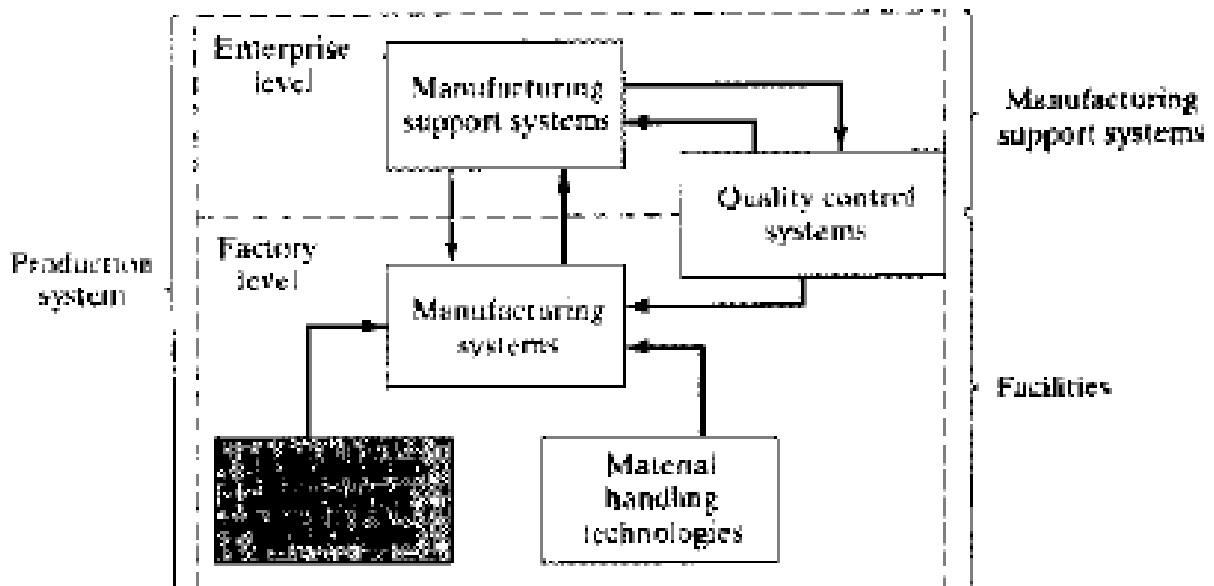 Enterprise
level
Manufacturing
support systems
Manufacturing
support systems
Quality control
systems
Factory
level
Production
system
Manufacturing
systems
Facilities
Material
handling
technologies